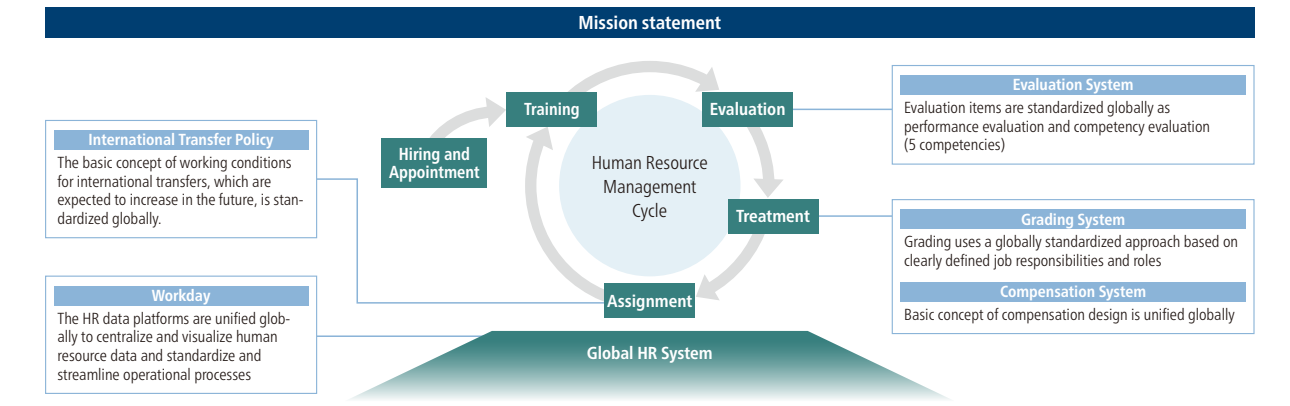 Mission statement
International Transfer Policy
The basic concept of working conditions
for international transfers, which are
expected to increase in the future, is stan-
dardized globally.
Workday
The HR data platforms are unified glob-
ally to centralize and visualize human
resource data and standardize and
streamline operational processes
Training
Evaluation
Hiring and
Appointment
Human Resource
Management
Cycle
Treatment
Assignment
Global HR System
Evaluation System
Evaluation items are standardized globally as
performance evaluation and competency evaluation
(5 competencies)
Grading System
Grading uses a globally standardized approach based on
clearly defined job responsibilities and roles
Compensation System
Basic concept of compensation design is unified globally